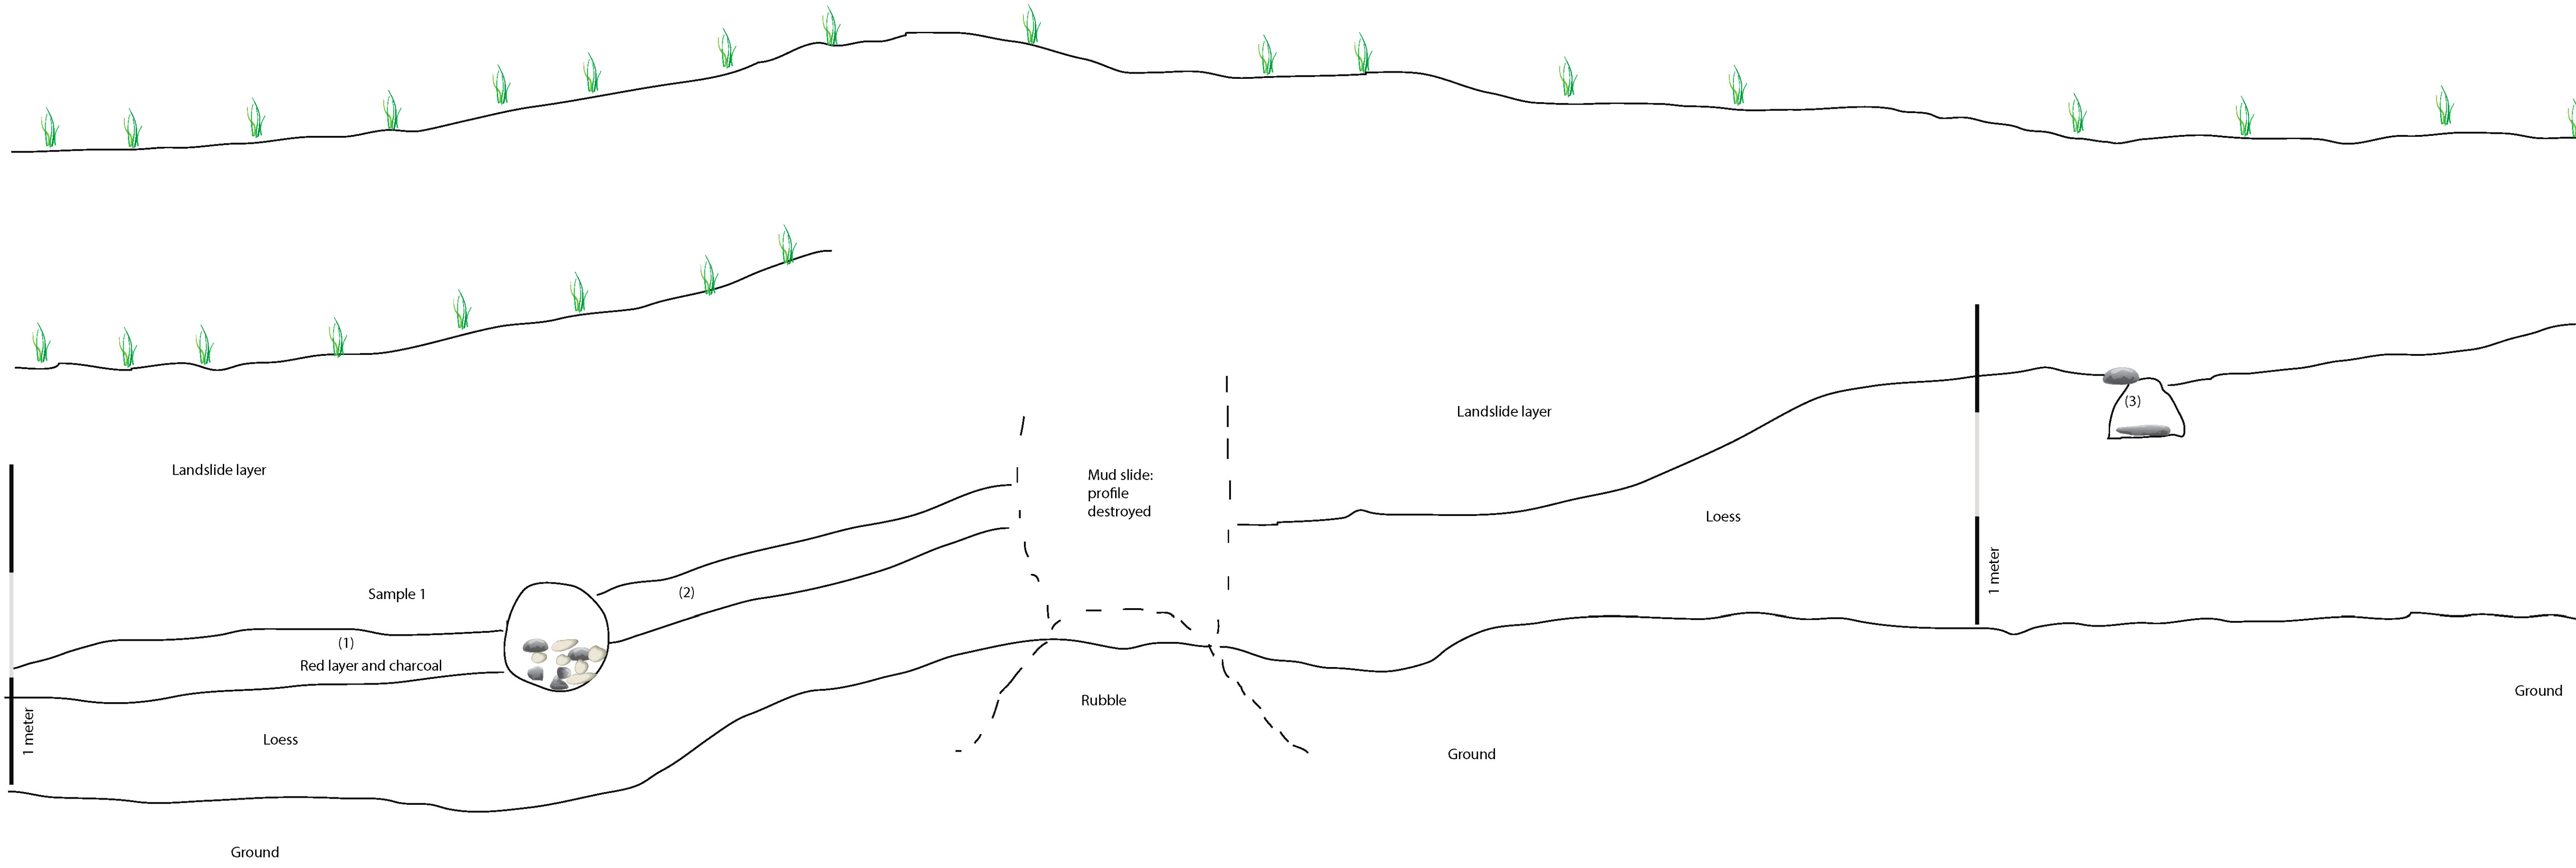 Landslide layer
Sample 1
(1)
Red layer and charcoal
1 meter
Loess
Ground
(2)
Mud slide:
profile
destroyed
Rubble
Landslide layer
Loess
Ground
1 meter
(3)
Ground